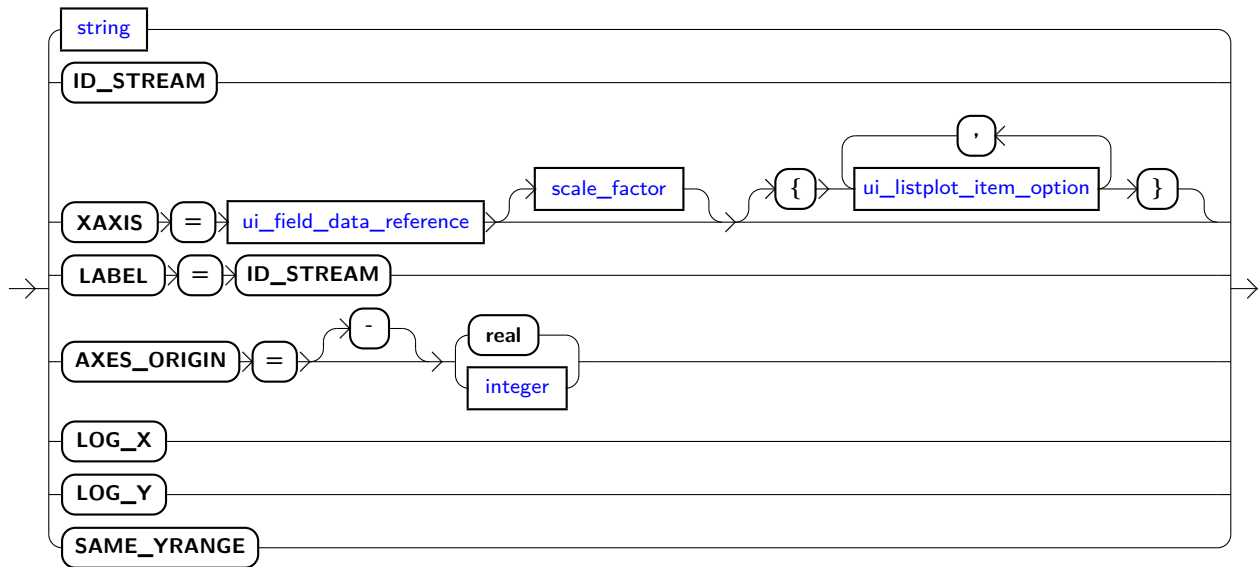 string
ID_STREAM
,
XAXIS = ui_field_data_reference scale_factor { ui_listplot_item_option }
LABEL = ID_STREAM
AXES_ORIGIN = - real
integer
LOG_X
LOG_Y
SAME_YRANGE